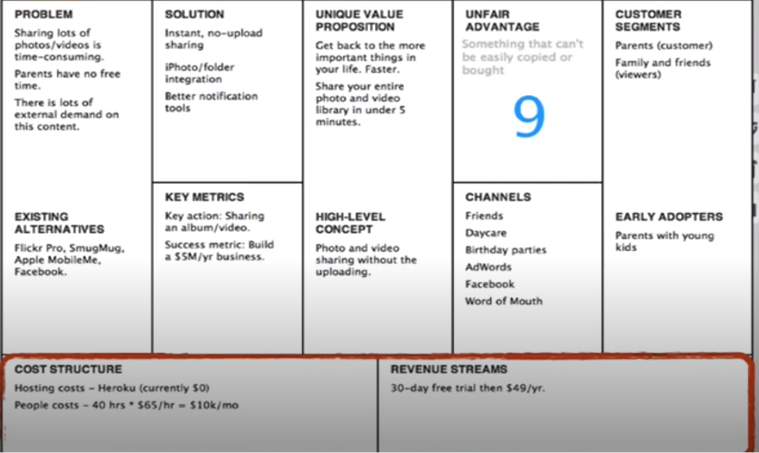 PROBLEM
Sharing lots of
photos/videos is
time-consuming.
Parents have no free
time.
There is lots of
external demand on
this content.
EXISTING
ALTERNATIVES
Flickr Pro, SmugMug,
Apple MobileMe,
Facebook.
SOLUTION
Instant, no-upload
sharing
iPhoto/folder
integration
Better notification
tools
KEY METRICS
Key action: Sharing
an album/video.
Success metric: Build
a $5M/yr business.
UNIQUE VALUE
PROPOSITION
Get back to the more
important things in
your life. Faster.
Share your entire
photo and video
library in under 5
minutes.
HIGH-LEVEL
CONCEPT
Photo and video
sharing without the
uploading.
UNFAIR
ADVANTAGE
Something that can't
be easily copied or
bought
9
CHANNELS
Friends
Daycare
Birthday parties
AdWords
Facebook
Word of Mouth
CUSTOMER
SEGMENTS
Parents (customer)
Family and friends
(viewers)
EARLY ADOPTERS
Parents with young
kids
COST STRUCTURE
Hosting costs – Heroku (currently $0)
People costs – 40 hrs * $65/hr = $10k/mo
REVENUE STREAMS
30-day free trial then $49/yr.